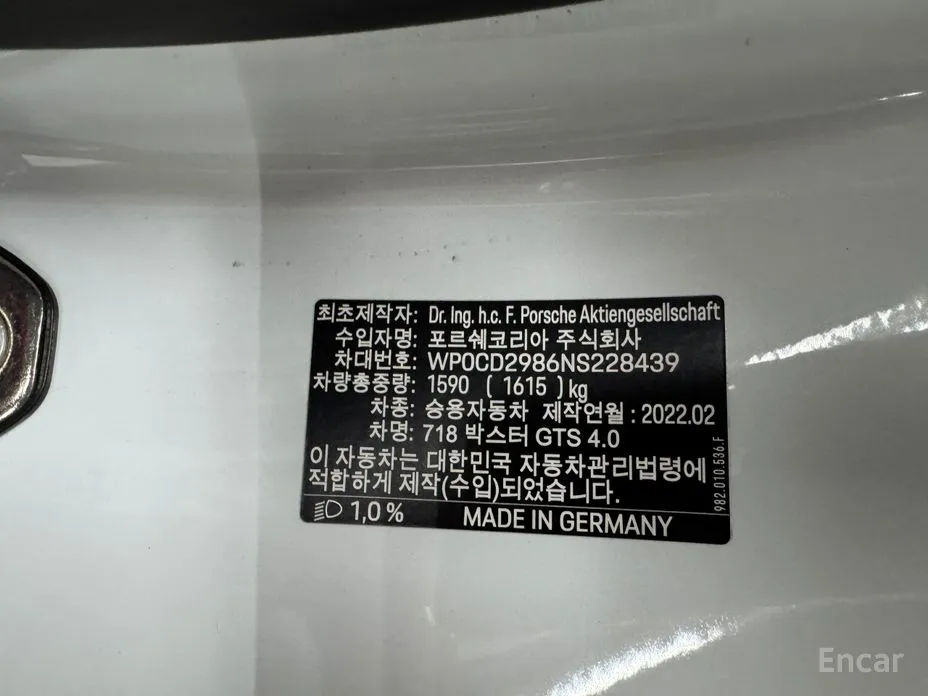 최초제작자: Dr. Ing. h.c. F. Porsche Aktiengesellschaft
수입자명: 포르쉐코리아 주식회사
차대번호: WP0CD2986NS228439
차량총중량: 1590 ( 1615 ) kg
차종: 승용자동차 제작연월 : 2022.02
차명: 718 박스터 GTS 4.0
이 자동차는 대한민국 자동차관리법령에
적합하게 제작(수입)되었습니다.
1,0 % MADE IN GERMANY
982.010.536.F
Encar